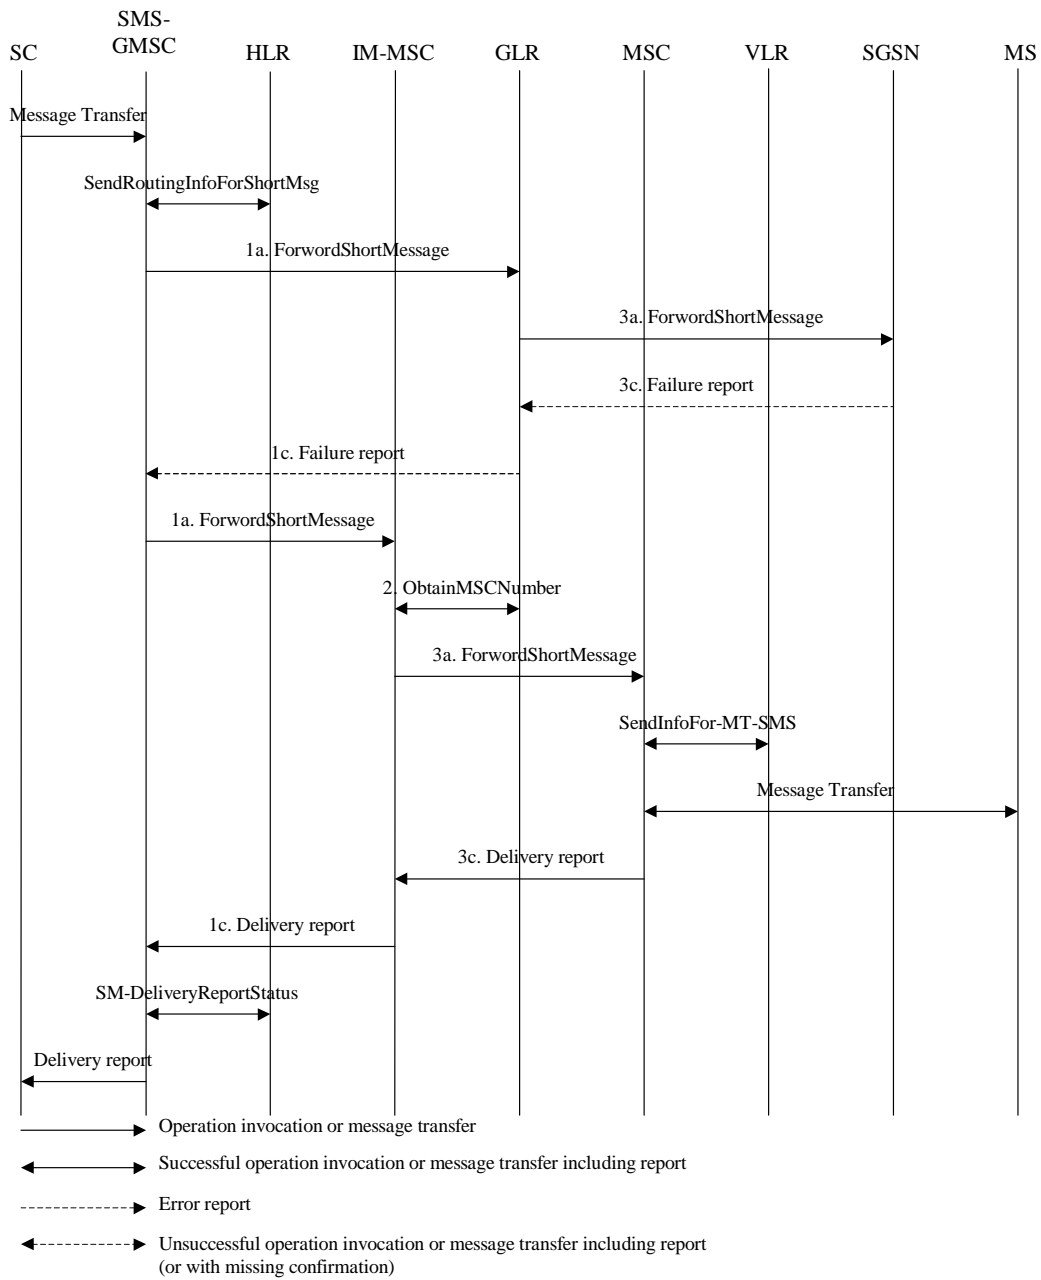 SMS-
GMSC
SC
HLR
IM-MSC
GLR
MSC
VLR
SGSN
MS
Message Transfer
SendRoutingInfoForShortMsg
1a. ForwordShortMessage
3a. ForwordShortMessage
3c. Failure report
1c. Failure report
1a. ForwordShortMessage
2. ObtainMSCNumber
3a. ForwordShortMessage
SendInfoFor-MT-SMS
Message Transfer
3c. Delivery report
1c. Delivery report
SM-DeliveryReportStatus
Delivery report
Operation invocation or message transfer
Successful operation invocation or message transfer including report
Error report
Unsuccessful operation invocation or message transfer including report
(or with missing confirmation)